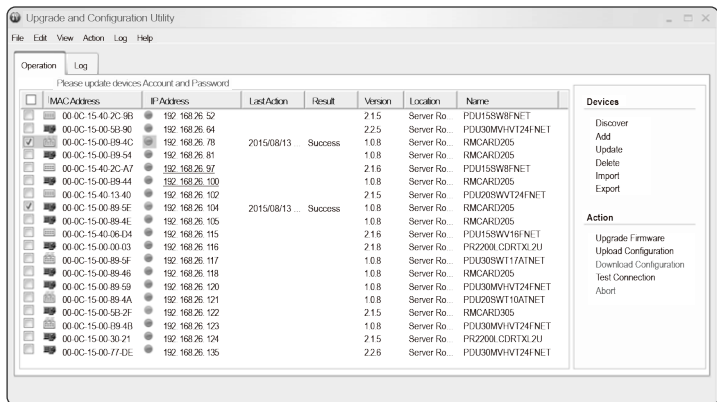 Upgrade and Configuration Utility
File Edit View Action Log Help
Operation Log
Please update devices Account and Password
MAC Address IP Address Last Action Result Version Location Name
00-0C-15-40-2C-9B 192.168.26.52 2.1.5 Server Ro... PDU15SW8FNET
00-0C-15-00-5B-90 192.168.26.64 2.2.5 Server Ro... PDU30MVHVT24FNET
00-0C-15-00-B9-4C 192.168.26.78 2015/08/13 ... Success 1.0.8 Server Ro... RMCARD205
00-0C-15-00-B9-54 192.168.26.81 1.0.8 Server Ro... RMCARD205
00-0C-15-40-2C-A7 192.168.26.97 2.1.6 Server Ro... PDU15SW8FNET
00-0C-15-00-B9-44 192.168.26.100 1.0.8 Server Ro... RMCARD205
00-0C-15-40-13-40 192.168.26.102 2.1.5 Server Ro... PDU20SWVT24FNET
00-0C-15-00-89-5E 192.168.26.104 2015/08/13 ... Success 1.0.8 Server Ro... RMCARD205
00-0C-15-00-89-4E 192.168.26.105 1.0.8 Server Ro... RMCARD205
00-0C-15-40-06-D4 192.168.26.115 2.1.6 Server Ro... PDU15SWV16FNET
00-0C-15-00-00-03 192.168.26.116 2.1.8 Server Ro... PR2200LCDRTXL2U
00-0C-15-00-89-5F 192.168.26.117 1.0.8 Server Ro... PDU30SWT17ATNET
00-0C-15-00-89-46 192.168.26.118 1.0.8 Server Ro... RMCARD205
00-0C-15-00-89-59 192.168.26.120 1.0.8 Server Ro... PDU30MVHVT24FNET
00-0C-15-00-89-4A 192.168.26.121 1.0.8 Server Ro... PDU20SWT10ATNET
00-0C-15-00-5B-2F 192.168.26.122 2.1.5 Server Ro... RMCARD305
00-0C-15-00-B9-4B 192.168.26.123 1.0.8 Server Ro... PDU30MVHVT24FNET
00-0C-15-00-30-21 192.168.26.124 2.1.5 Server Ro... PR2200LCDRTXL2U
00-0C-15-00-77-DE 192.168.26.135 2.2.6 Server Ro... PDU30MVHVT24FNET
Devices
Discover
Add
Update
Delete
Import
Export
Action
Upgrade Firmware
Upload Configuration
Download Configuration
Test Connection
Abort